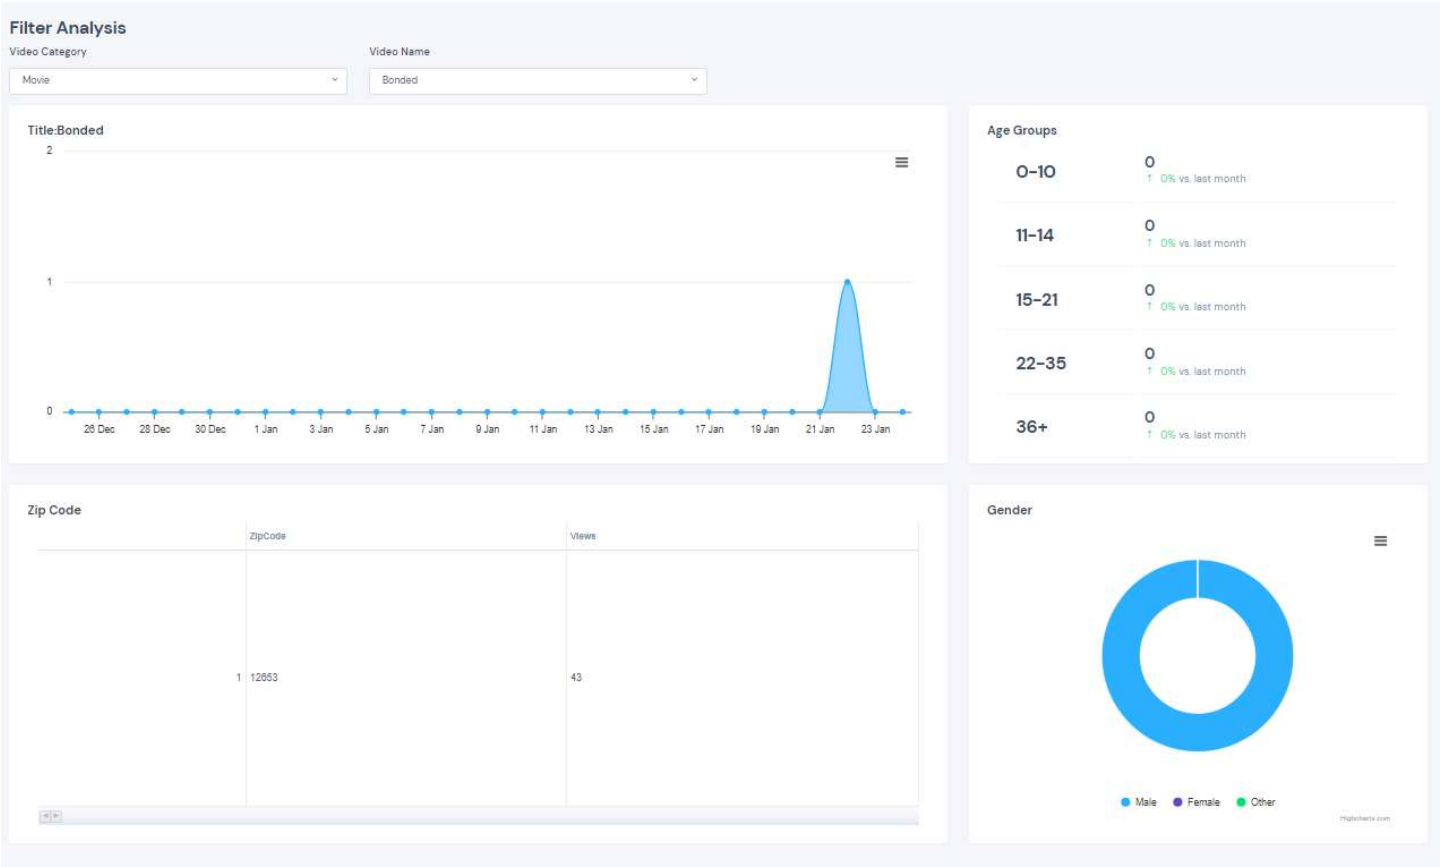 Filter Analysis
Video Category
Video Name
Movie
Bonded
Title:Bonded
2
1
0
26 Dec 28 Dec 30 Dec 1 Jan 3 Jan 5 Jan 7 Jan 9 Jan 11 Jan 13 Jan 15 Jan 17 Jan 19 Jan 21 Jan 23 Jan
Age Groups
0-10
0
↑ 0% vs. last month
11-14
0
↑ 0% vs. last month
15-21
0
↑ 0% vs. last month
22-35
0
↑ 0% vs. last month
36+
0
↑ 0% vs. last month
Zip Code
ZipCode Views
1 12653 43
Gender
Male Female Other
Highcharts.com